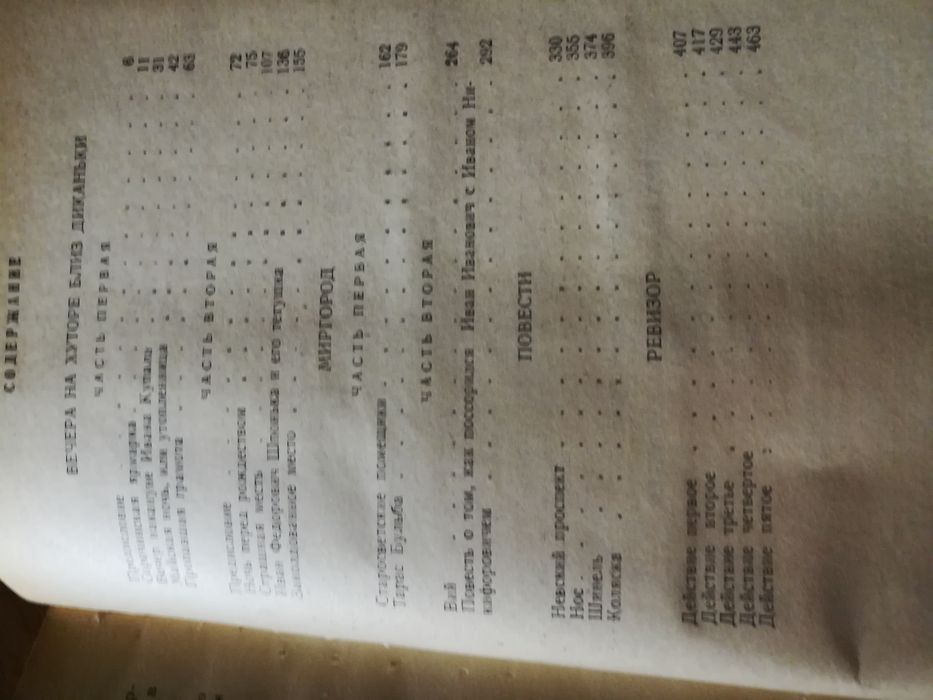 СОДЕРЖАНИЕ
ВЕЧЕРА НА ХУТОРЕ БЛИЗ ДИКАНЬКИ
ЧАСТЬ ПЕРВАЯ
Предисловие 6
Сорочинская ярмарка 11
Вечер накануне Ивана Купала 31
Майская ночь, или утопленница 42
Пропавшая грамота 63
ЧАСТЬ ВТОРАЯ
Предисловие 72
Ночь перед рождеством 75
Страшная месть 107
Иван Федорович Шпонька и его тетушка 136
Заколдованное место 155
МИРГОРОД
ЧАСТЬ ПЕРВАЯ
Старосветские помещики 162
Тарас Бульба 179
ЧАСТЬ ВТОРАЯ
Вий 264
Повесть о том, как поссорился Иван Иванович с Иваном Ни-
кифоровичем 292
ПОВЕСТИ
Невский проспект 330
Нос 355
Шинель 374
Коляска 396
РЕВИЗОР
Действие первое 407
Действие второе 417
Действие третье 429
Действие четвертое 443
Действие пятое 463